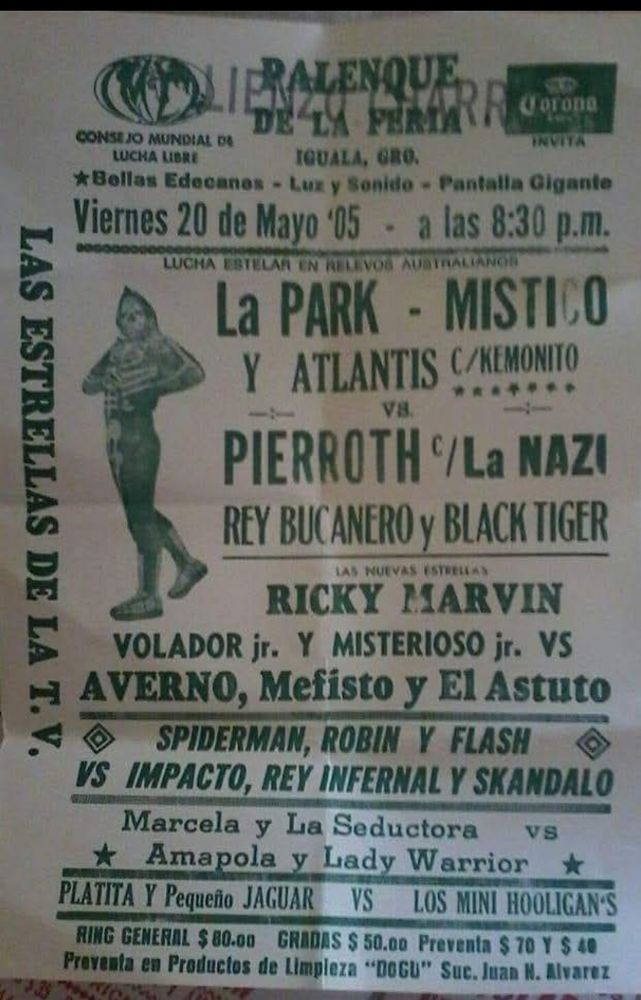 PALENQUE
LIENZO CHARR
DE LA FERIA
CONSEJO MUNDIAL DE
LUCHA LIBRE
Corona
INVITA
IGUALA, GRO.
★Bellas Edecanes - Luz y Sonido - Pantalla Gigante
Viernes 20 de Mayo '05 - a las 8:30 p.m.
LUCHA ESTELAR EN RELEVOS AUSTRALIANOS
La PARK - MISTICO
Y ATLANTIS C/KEMONITO
VS.
PIERROTH c/La NAZI
REY BUCANERO y BLACK TIGER
LAS NUEVAS ESTRELLAS
RICKY MARVIN
VOLADOR jr. Y MISTERIOSO jr. VS
AVERNO, Mefisto y El Astuto
SPIDERMAN, ROBIN Y FLASH
VS IMPACTO, REY INFERNAL Y SKANDALO
Marcela y La Seductora vs
★ Amapola y Lady Warrior ★
PLATITA Y Pequeño JAGUAR VS LOS MINI HOOLIGAN'S
RING GENERAL $80.00 GRADAS $50.00 Preventa $70 Y $40
Preventa en Productos de Limpieza "DOGU" Suc. Juan N. Alvarez
LAS ESTRELLAS DE LA T.V.